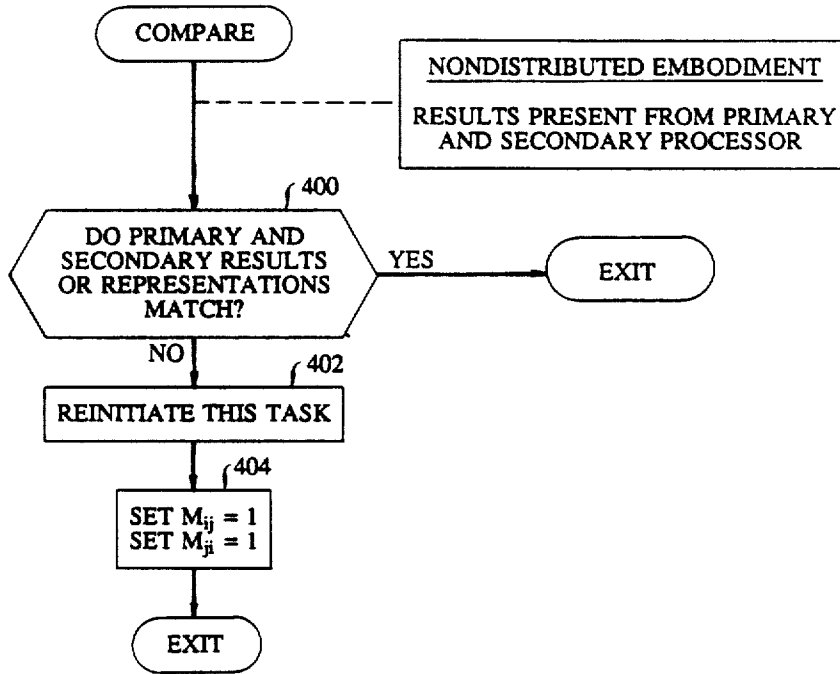 COMPARE
NONDISTRIBUTED EMBODIMENT
RESULTS PRESENT FROM PRIMARY
AND SECONDARY PROCESSOR
400
DO PRIMARY AND
SECONDARY RESULTS
OR REPRESENTATIONS
MATCH?
YES
EXIT
NO
402
REINITIATE THIS TASK
404
SET Mij = 1
SET Mji = 1
EXIT